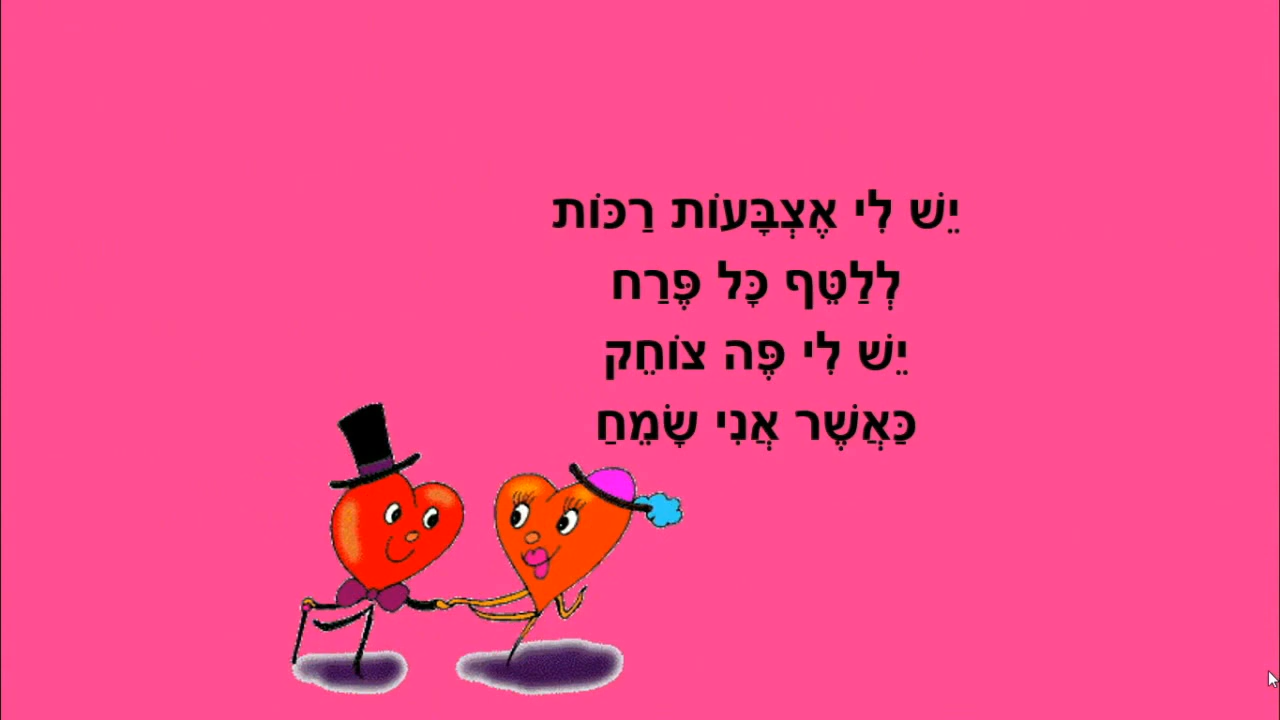 יֵשׁ לִי אֶצְבָּעוֹת רַכּוֹת
לְלַטֵּף כָּל פֶּרַח
יֵשׁ לִי פֶּה צוֹחֵק
כַּאֲשֶׁר אֲנִי שָׂמֵחַ